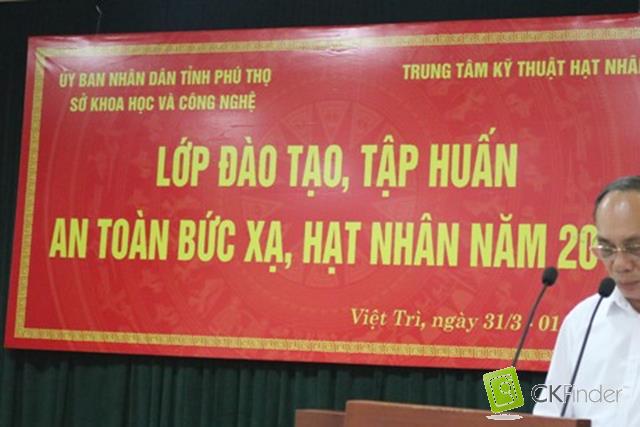 ỦY BAN NHÂN DÂN TỈNH PHÚ THỌ
SỞ KHOA HỌC VÀ CÔNG NGHỆ
TRUNG TÂM KỸ THUẬT HẠT NHÂ
LỚP ĐÀO TẠO, TẬP HUẤN
AN TOÀN BỨC XẠ, HẠT NHÂN NĂM 20
Việt Trì, ngày 31/3 - 01
CKFinder